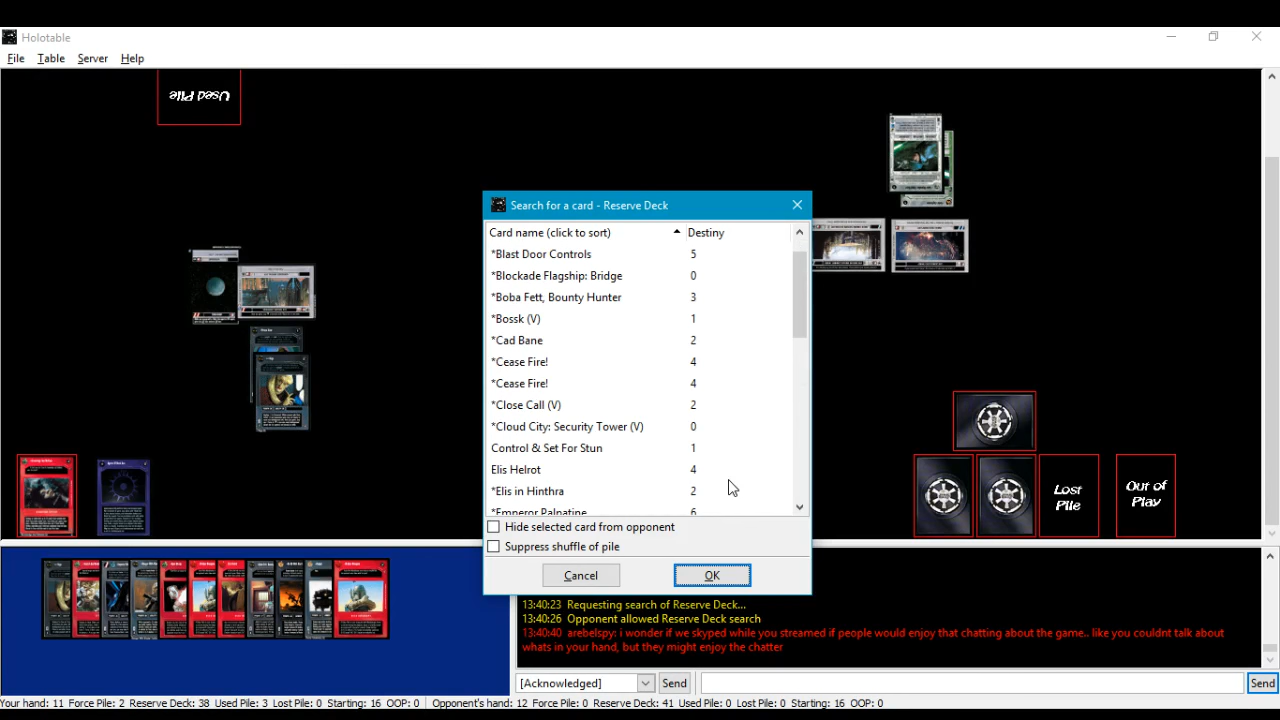 Holotable
File Table Server Help
Used Pile
Search for a card - Reserve Deck
Card name (click to sort) Destiny
*Blast Door Controls 5
*Blockade Flagship: Bridge 0
*Boba Fett, Bounty Hunter 3
*Bossk (V) 1
*Cad Bane 2
*Cease Fire! 4
*Cease Fire! 4
*Close Call (V) 2
*Cloud City: Security Tower (V) 0
Control & Set For Stun 1
Elis Helrot 4
*Elis in Hinthra 2
*Emperor Palpatine 6
Hide selected card from opponent
Suppress shuffle of pile
Cancel OK
Lost Pile
Out of Play
13:40:23 Requesting search of Reserve Deck...
13:40:26 Opponent allowed Reserve Deck search
13:40:40 arebelspy: i wonder if we skyped while you streamed if people would enjoy that chatting about the game.. like you couldnt talk about
whats in your hand, but they might enjoy the chatter
[Acknowledged] Send Send
Your hand: 11 Force Pile: 2 Reserve Deck: 38 Used Pile: 3 Lost Pile: 0 Starting: 16 OOP: 0 Opponent's hand: 12 Force Pile: 0 Reserve Deck: 41 Used Pile: 0 Lost Pile: 0 Starting: 16 OOP: 0